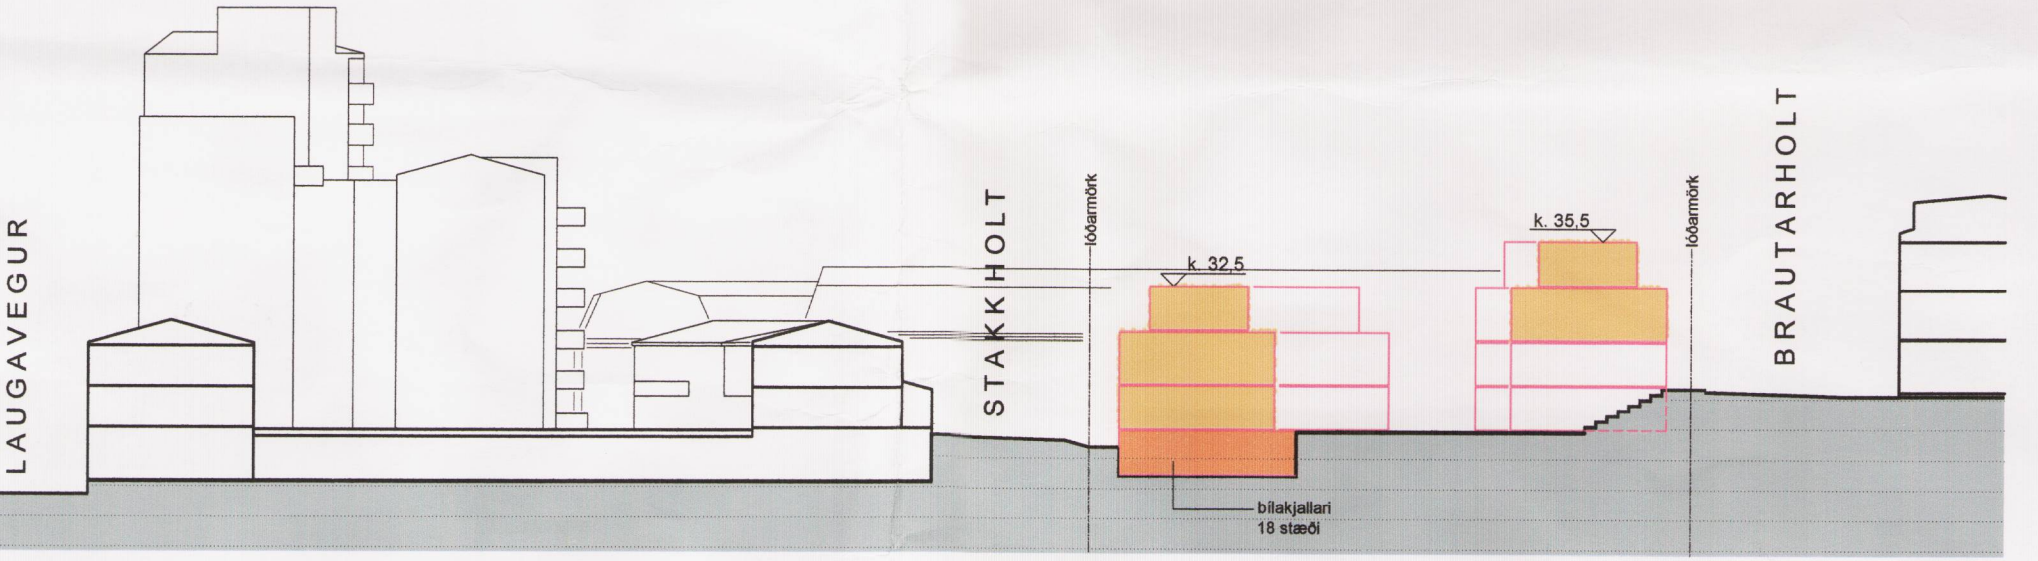 LAUGAVEGUR
STAKKHOLT
lóðarmörk
k. 32,5
k. 35,5
lóðarmörk
BRAUTARHOLT
bílakjallari
18 stæði